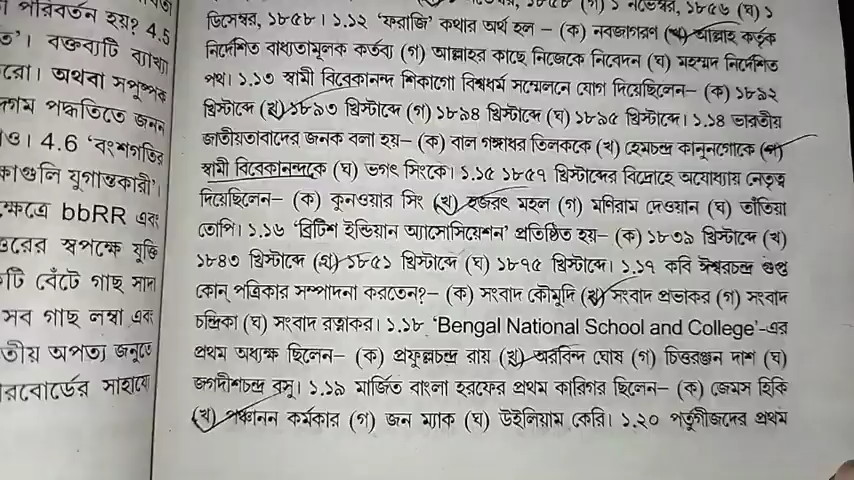 পরিবর্তন হয়? 4.5
ত'। বক্তব্যটি ব্যাখ্যা
করো। অথবা সপুষ্পক
নগম পদ্ধতিতে জনন
ও। 4.6 'বংশগতির
কাগুলি যুগান্তকারী'।
ক্ষেত্রে bbRR এবং
ওরের স্বপক্ষে যুক্তি
টি বেঁটে গাছ সাদা
সব গাছ লম্বা এবং
তীয় অপত্য জনুতে
রবোর্ডের সাহায্যে
ডিসেম্বর, ১৮৫৮। ১.১২ 'ফরাজি' কথার অর্থ হল – (ক) নবজাগরণ (খ) আল্লাহ কর্তৃক
নির্দেশিত বাধ্যতামূলক কর্তব্য (গ) আল্লাহর কাছে নিজেকে নিবেদন (ঘ) মহম্মদ নির্দেশিত
পথ। ১.১৩ স্বামী বিবেকানন্দ শিকাগো বিশ্বধর্ম সম্মেলনে যোগ দিয়েছিলেন– (ক) ১৮৯২
খ্রিস্টাব্দে (খ) ১৮৯৩ খ্রিস্টাব্দে (গ) ১৮৯৪ খ্রিস্টাব্দে (ঘ) ১৮৯৫ খ্রিস্টাব্দে। ১.১৪ ভারতীয়
জাতীয়তাবাদের জনক বলা হয়– (ক) বাল গঙ্গাধর তিলককে (খ) হেমচন্দ্র কানুনগোকে (গ)
স্বামী বিবেকানন্দকে (ঘ) ভগৎ সিংকে। ১.১৫ ১৮৫৭ খ্রিস্টাব্দের বিদ্রোহে অযোধ্যায় নেতৃত্ব
দিয়েছিলেন– (ক) কুনওয়ার সিং (খ) হজরৎ মহল (গ) মণিরাম দেওয়ান (ঘ) তাঁতিয়া
তোপি। ১.১৬ 'ব্রিটিশ ইন্ডিয়ান অ্যাসোসিয়েশন' প্রতিষ্ঠিত হয়– (ক) ১৮৩৯ খ্রিস্টাব্দে (খ)
১৮৪৩ খ্রিস্টাব্দে (গ) ১৮৫১ খ্রিস্টাব্দে (ঘ) ১৮৭৫ খ্রিস্টাব্দে। ১.১৭ কবি ঈশ্বরচন্দ্র গুপ্ত
কোন্ পত্রিকার সম্পাদনা করতেন?– (ক) সংবাদ কৌমুদি (খ) সংবাদ প্রভাকর (গ) সংবাদ
চন্দ্রিকা (ঘ) সংবাদ রত্নাকর। ১.১৮ 'Bengal National School and College'-এর
প্রথম অধ্যক্ষ ছিলেন– (ক) প্রফুল্লচন্দ্র রায় (খ) অরবিন্দ ঘোষ (গ) চিত্তরঞ্জন দাশ (ঘ)
জগদীশচন্দ্র বসু। ১.১৯ মার্জিত বাংলা হরফের প্রথম কারিগর ছিলেন– (ক) জেমস হিকি
(খ) পঞ্চানন কর্মকার (গ) জন ম্যাক (ঘ) উইলিয়াম কেরি। ১.২০ পর্তুগীজদের প্রথম